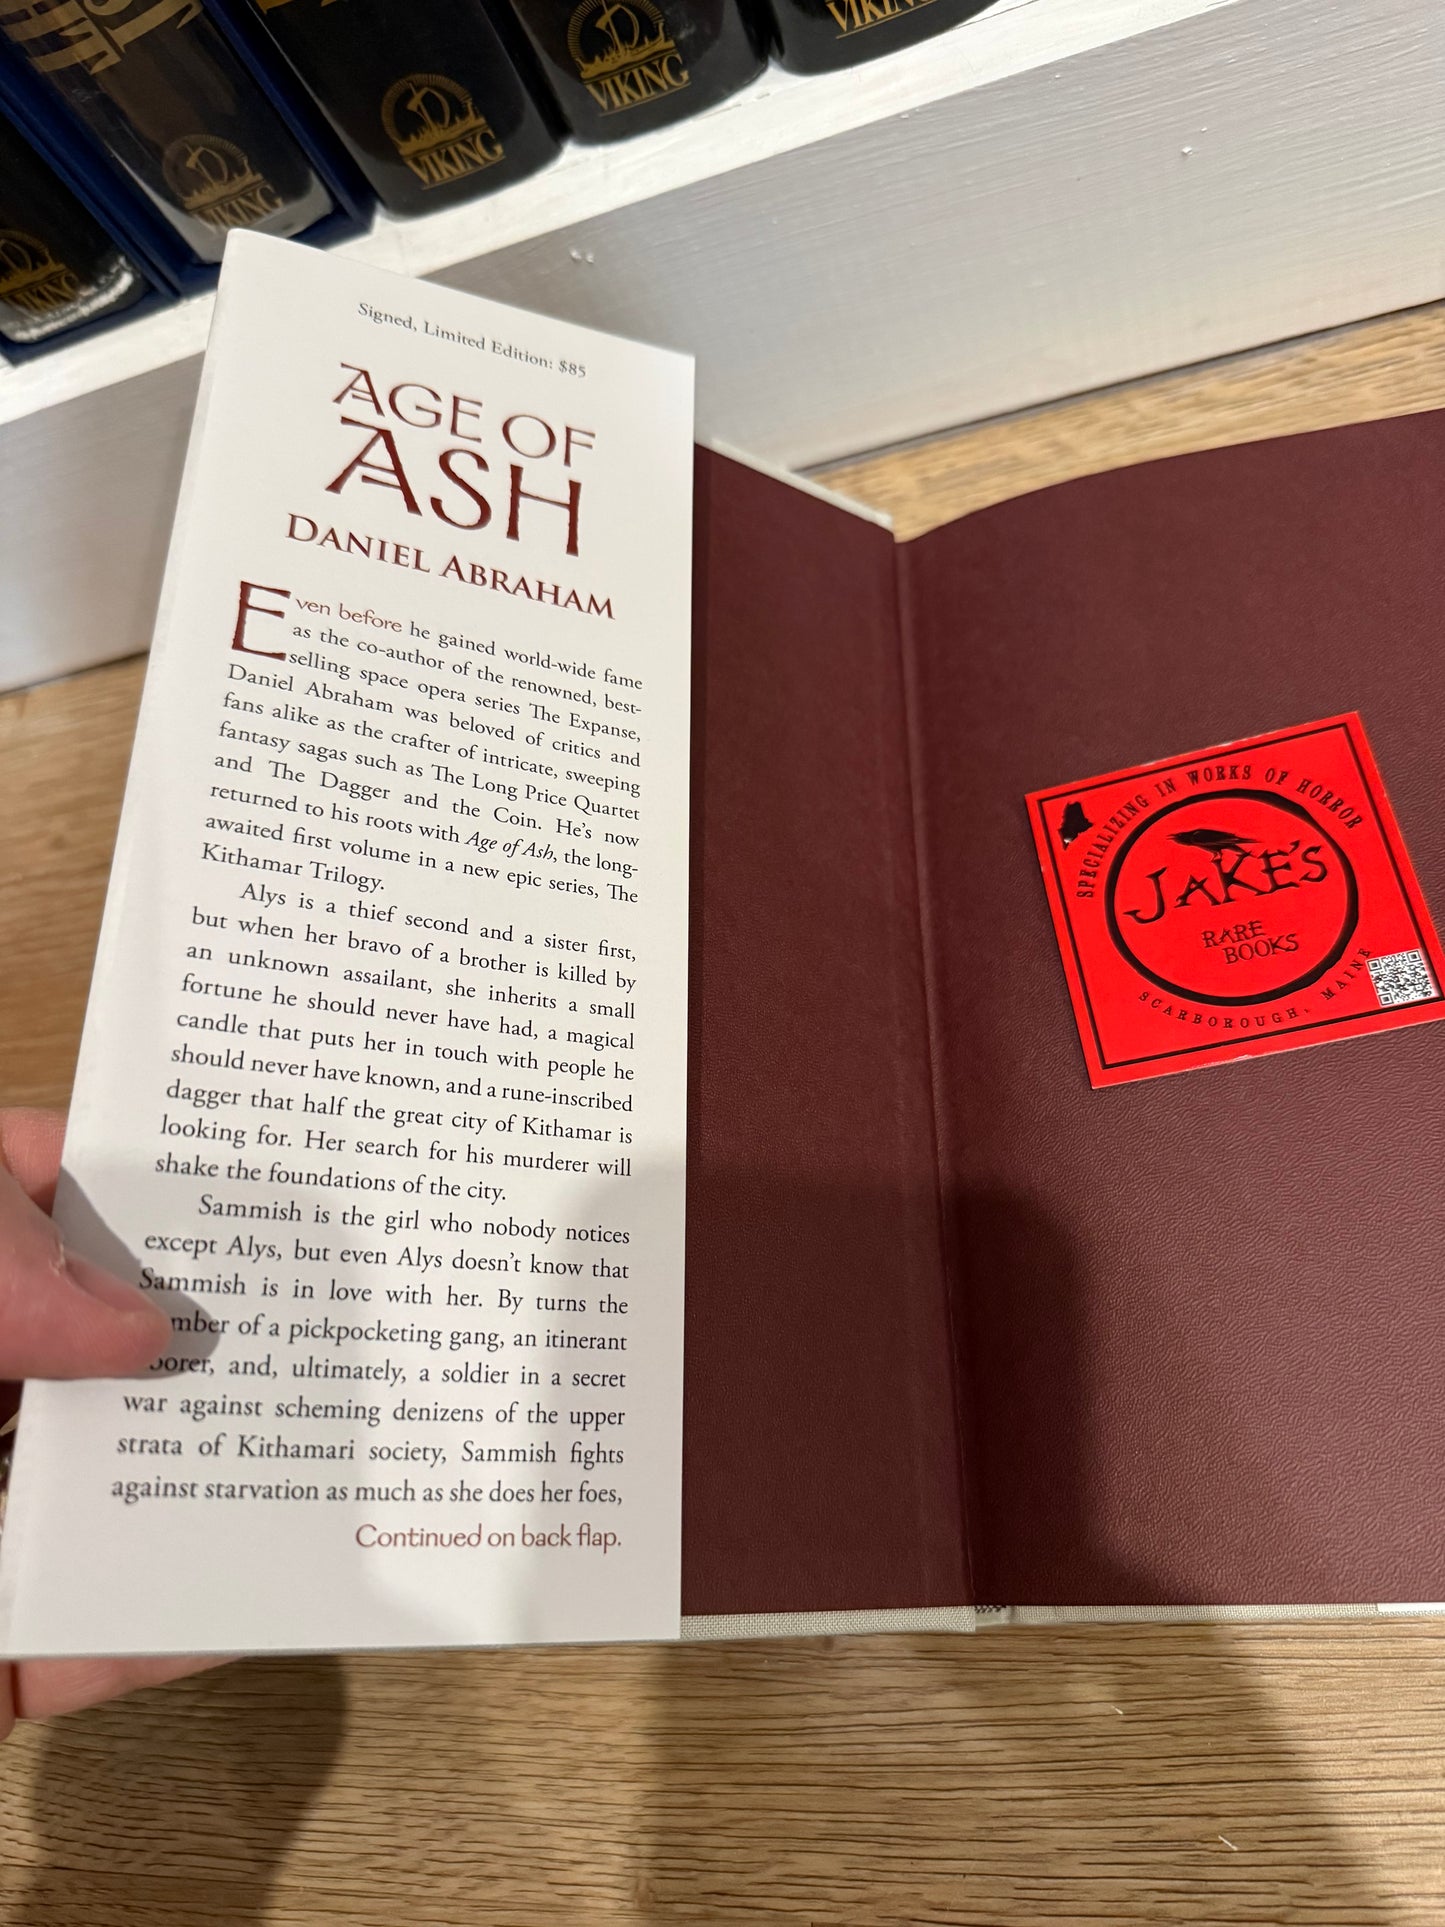 VIKING
VIKING
VIKING
VIKING
VIKING
Signed, Limited Edition: $85
AGE OF
ASH
DANIEL ABRAHAM
Even before he gained world-wide fame
as the co-author of the renowned, best-
selling space opera series The Expanse,
Daniel Abraham was beloved of critics and
fans alike as the crafter of intricate, sweeping
fantasy sagas such as The Long Price Quartet
and The Dagger and the Coin. He's now
returned to his roots with Age of Ash, the long-
awaited first volume in a new epic series, The
Kithamar Trilogy.
Alys is a thief second and a sister first,
but when her bravo of a brother is killed by
an unknown assailant, she inherits a small
fortune he should never have had, a magical
candle that puts her in touch with people he
should never have known, and a rune-inscribed
dagger that half the great city of Kithamar is
looking for. Her search for his murderer will
shake the foundations of the city.
Sammish is the girl who nobody notices
except Alys, but even Alys doesn't know that
Sammish is in love with her. By turns the
mber of a pickpocketing gang, an itinerant
borer, and, ultimately, a soldier in a secret
war against scheming denizens of the upper
strata of Kithamari society, Sammish fights
against starvation as much as she does her foes,
Continued on back flap.
SPECIALIZING IN WORKS OF HORROR
JAKE'S
RARE
BOOKS
SCARBOROUGH, MAINE